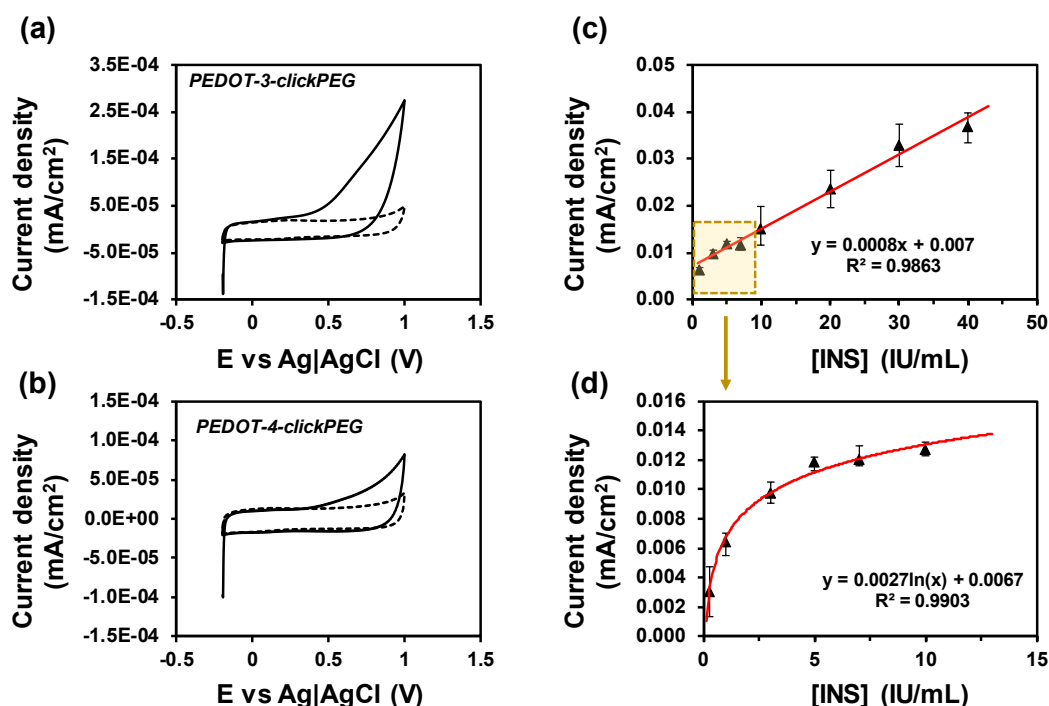 (a)
3.5E-04
2.5E-04
1.5E-04
5.0E-05
-5.0E-05
-1.5E-04
Current density
(mA/cm²)
PEDOT-3-clickPEG
-0.5
0
0.5
1
1.5
E vs Ag|AgCl (V)
(b)
1.5E-04
1.0E-04
5.0E-05
0.0E+00
-5.0E-05
-1.0E-04
-1.5E-04
Current density
(mA/cm²)
PEDOT-4-clickPEG
-0.5
0
0.5
1
1.5
E vs Ag|AgCl (V)
(c)
0.05
0.04
0.03
0.02
0.01
0.00
Current density
(mA/cm²)
y = 0.0008x + 0.007
R² = 0.9863
0
10
20
30
40
50
[INS] (IU/mL)
(d)
0.016
0.014
0.012
0.010
0.008
0.006
0.004
0.002
0.000
Current density
(mA/cm²)
y = 0.0027ln(x) + 0.0067
R² = 0.9903
0
5
10
15
[INS] (IU/mL)